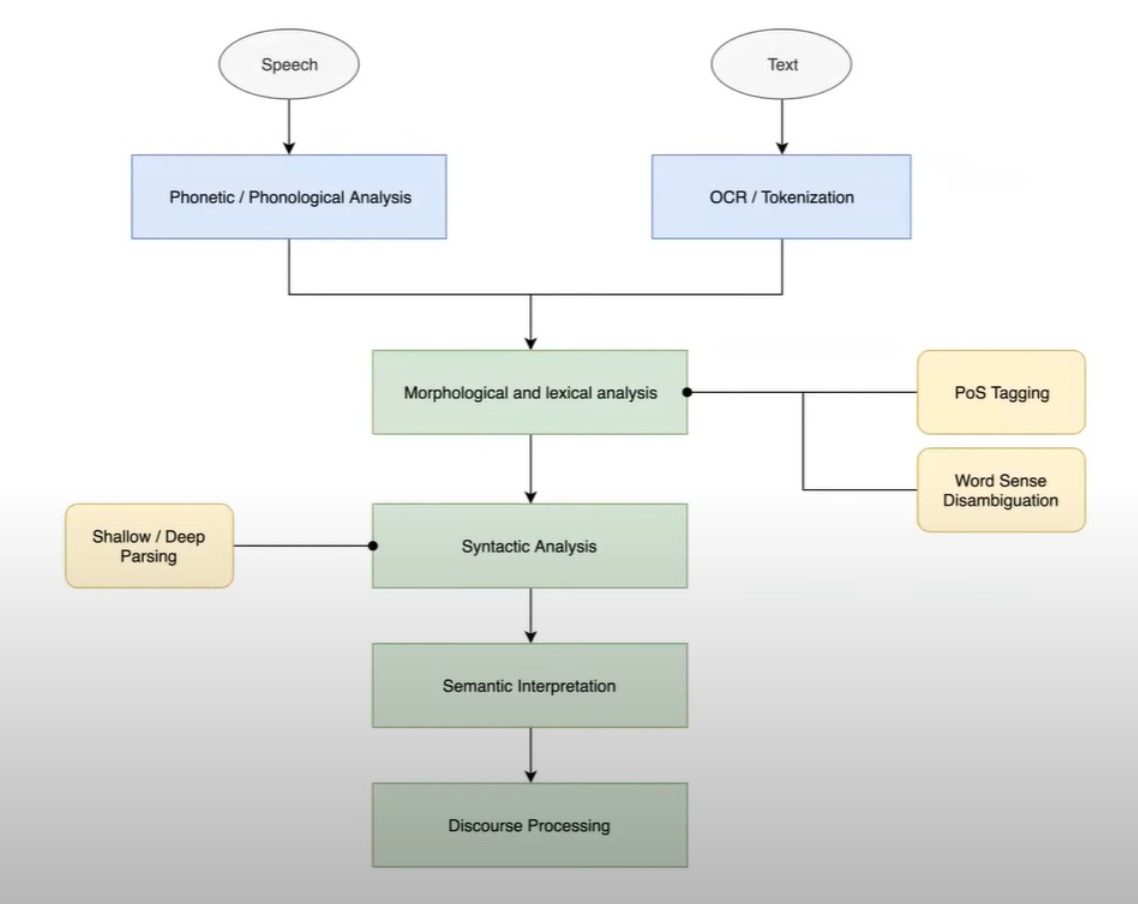 Speech
Text
Phonetic / Phonological Analysis
OCR / Tokenization
Morphological and lexical analysis
PoS Tagging
Word Sense
Disambiguation
Shallow / Deep
Parsing
Syntactic Analysis
Semantic Interpretation
Discourse Processing